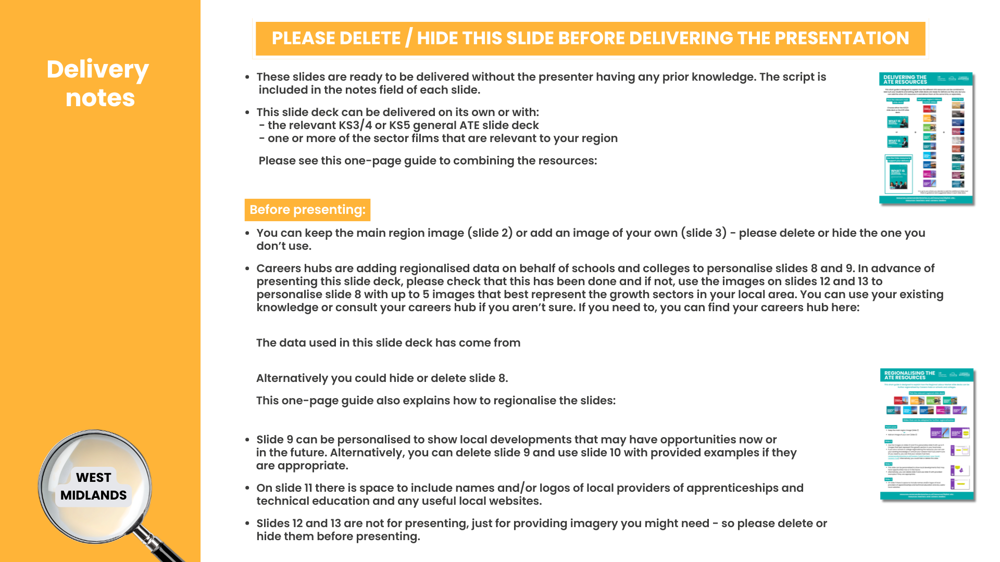 Delivery
notes
PLEASE DELETE / HIDE THIS SLIDE BEFORE DELIVERING THE PRESENTATION
• These slides are ready to be delivered without the presenter having any prior knowledge. The script is
included in the notes field of each slide.
• This slide deck can be delivered on its own or with:
- the relevant KS3/4 or KS5 general ATE slide deck
- one or more of the sector films that are relevant to your region
Please see this one-page guide to combining the resources:
DELIVERING THE
ATE RESOURCES
Before presenting:
• You can keep the main region image (slide 2) or add an image of your own (slide 3) - please delete or hide the one you
don't use.
• Careers hubs are adding regionalised data on behalf of schools and colleges to personalise slides 8 and 9. In advance of
presenting this slide deck, please check that this has been done and if not, use the images on slides 12 and 13 to
personalise slide 8 with up to 5 images that best represent the growth sectors in your local area. You can use your existing
knowledge or consult your careers hub if you aren't sure. If you need to, you can find your careers hub here:
The data used in this slide deck has come from
Alternatively you could hide or delete slide 8.
This one-page guide also explains how to regionalise the slides:
REGIONALISING THE
ATE RESOURCES
• Slide 9 can be personalised to show local developments that may have opportunities now or
in the future. Alternatively, you can delete slide 9 and use slide 10 with provided examples if they
are appropriate.
• On slide 11 there is space to include names and/or logos of local providers of apprenticeships and
technical education and any useful local websites.
• Slides 12 and 13 are not for presenting, just for providing imagery you might need - so please delete or
hide them before presenting.
WEST
MIDLANDS